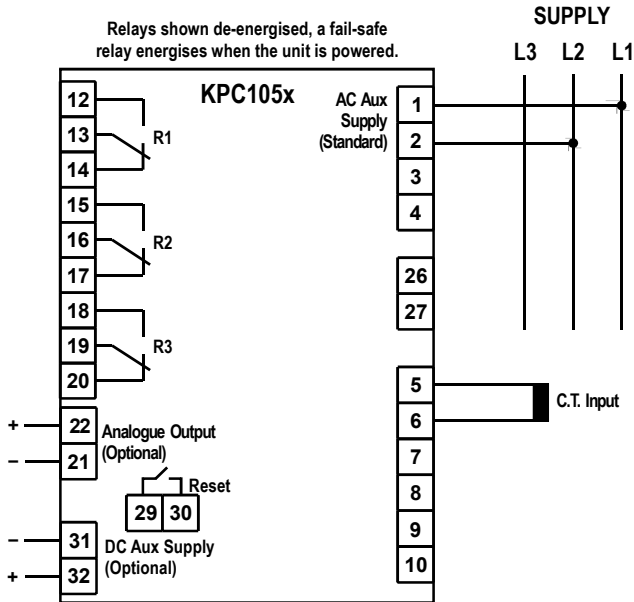 Relays shown de-energised, a fail-safe
relay energises when the unit is powered.
SUPPLY
L3 L2 L1
KPC105x
AC Aux
Supply
(Standard)
12
13
14
R1
15
16
17
R2
18
19
20
R3
+ 22
– 21
Analogue Output
(Optional)
Reset
29 30
– 31
+ 32
DC Aux Supply
(Optional)
1
2
3
4
26
27
5
6
7
8
9
10
C.T. Input